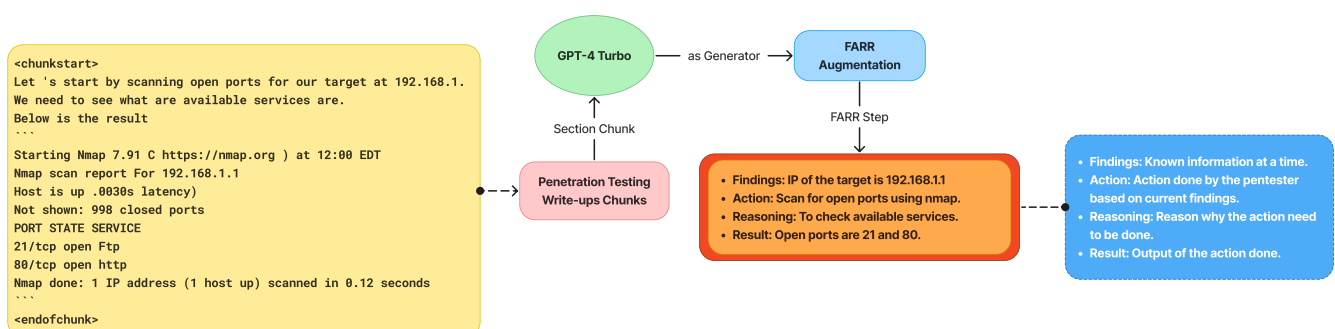 <chunkstart>
Let 's start by scanning open ports for our target at 192.168.1.
We need to see what are available services are.
Below is the result
```
Starting Nmap 7.91 C https://nmap.org ) at 12:00 EDT
Nmap scan report For 192.168.1.1
Host is up .0030s latency)
Not shown: 998 closed ports
PORT STATE SERVICE
21/tcp open Ftp
80/tcp open http
Nmap done: 1 IP address (1 host up) scanned in 0.12 seconds
```
<endofchunk>
Penetration Testing
Write-ups Chunks
Section Chunk
GPT-4 Turbo
as Generator
FARR
Augmentation
FARR Step
• Findings: IP of the target is 192.168.1.1
• Action: Scan for open ports using nmap.
• Reasoning: To check available services.
• Result: Open ports are 21 and 80.
• Findings: Known information at a time.
• Action: Action done by the pentester
based on current findings.
• Reasoning: Reason why the action need
to be done.
• Result: Output of the action done.